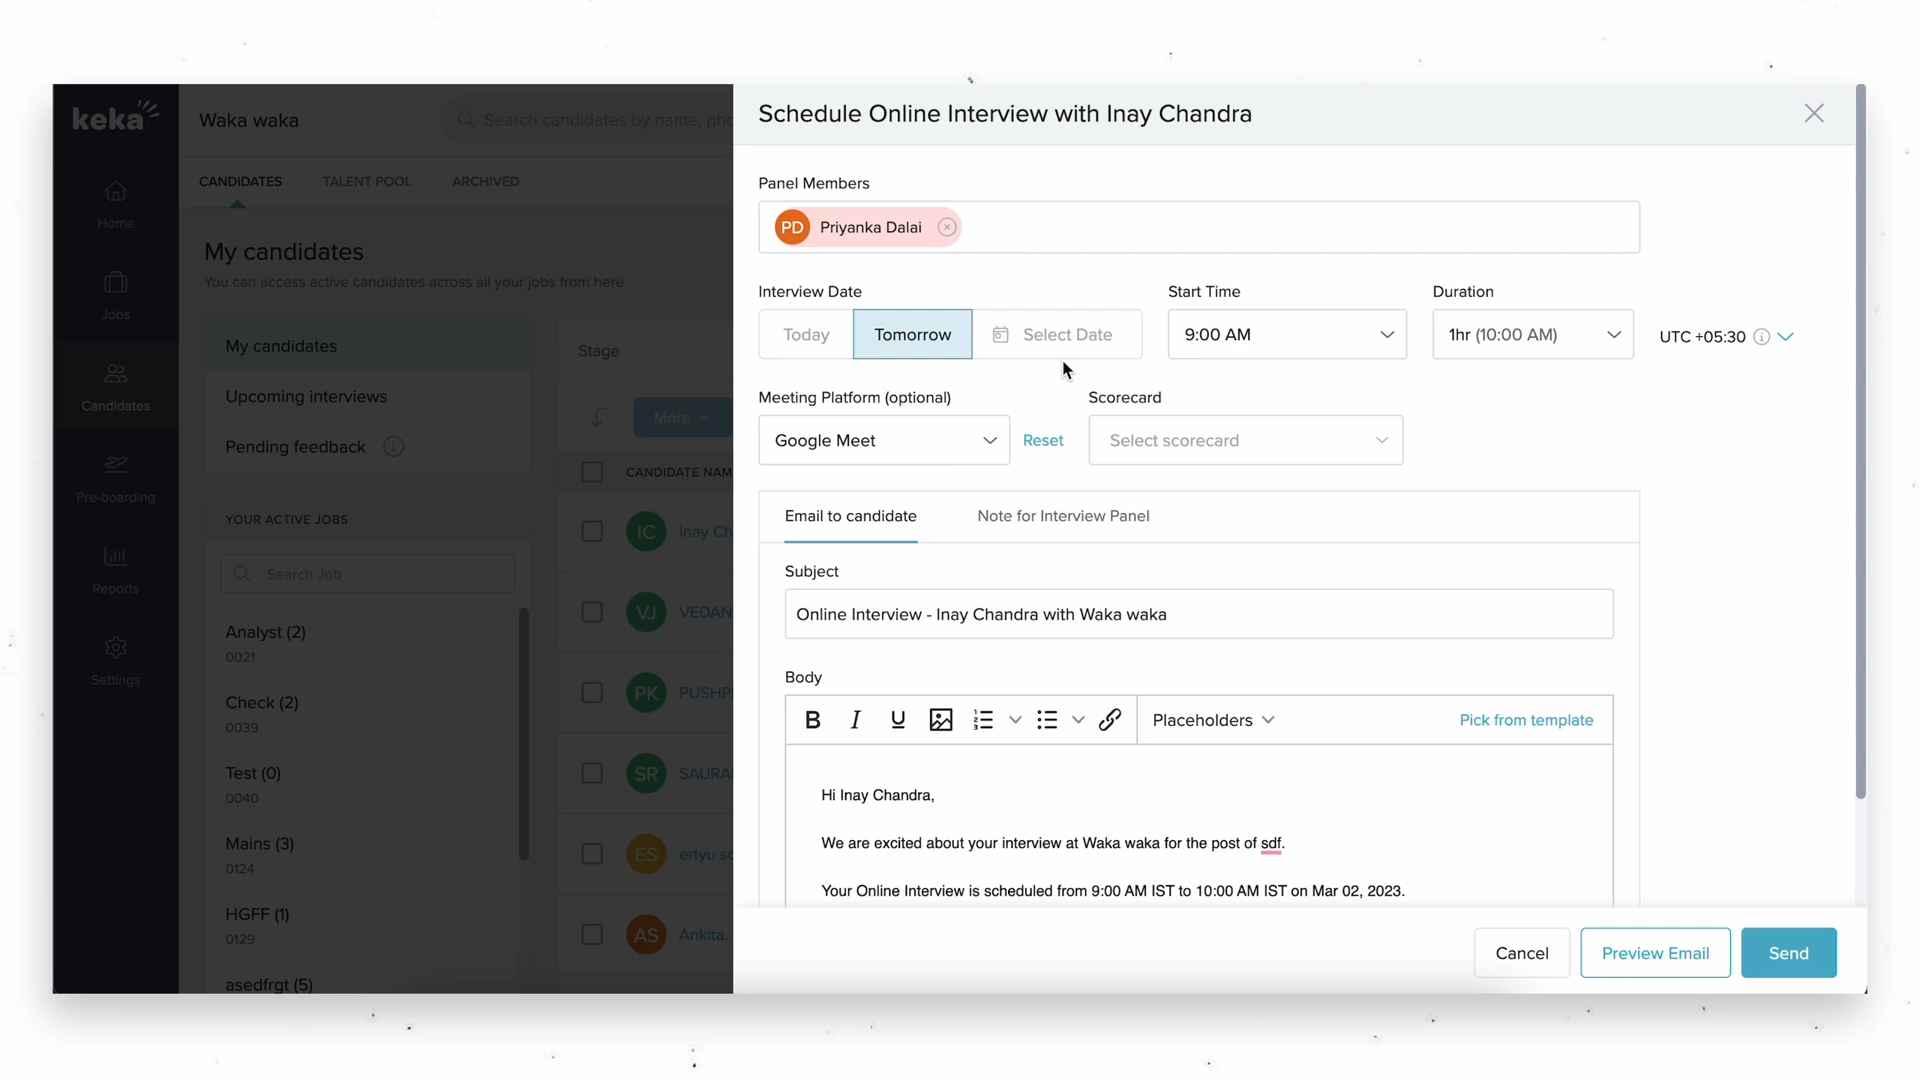 keka
Waka waka
Search candidates by name, pho
CANDIDATES
TALENT POOL
ARCHIVED
Home
Jobs
Candidates
Pre-boarding
Reports
Settings
My candidates
You can access active candidates across all your jobs from here
My candidates
Upcoming interviews
Pending feedback
YOUR ACTIVE JOBS
Search Job
Analyst (2)
0021
Check (2)
0039
Test (0)
0040
Mains (3)
0124
HGFF (1)
0129
asedfrgt (5)
Stage
More
CANDIDATE NAM
IC Inay Ch
VJ VEDAN
PK PUSHP
SR SAURA
ES ertyu sd
AS Ankita...
Schedule Online Interview with Inay Chandra
Panel Members
PD Priyanka Dalai
Interview Date
Start Time
Duration
Today
Tomorrow
Select Date
9:00 AM
1hr (10:00 AM)
UTC +05:30
Meeting Platform (optional)
Scorecard
Google Meet
Reset
Select scorecard
Email to candidate
Note for Interview Panel
Subject
Online Interview - Inay Chandra with Waka waka
Body
B I U
Placeholders
Pick from template
Hi Inay Chandra,
We are excited about your interview at Waka waka for the post of sdf.
Your Online Interview is scheduled from 9:00 AM IST to 10:00 AM IST on Mar 02, 2023.
Cancel
Preview Email
Send